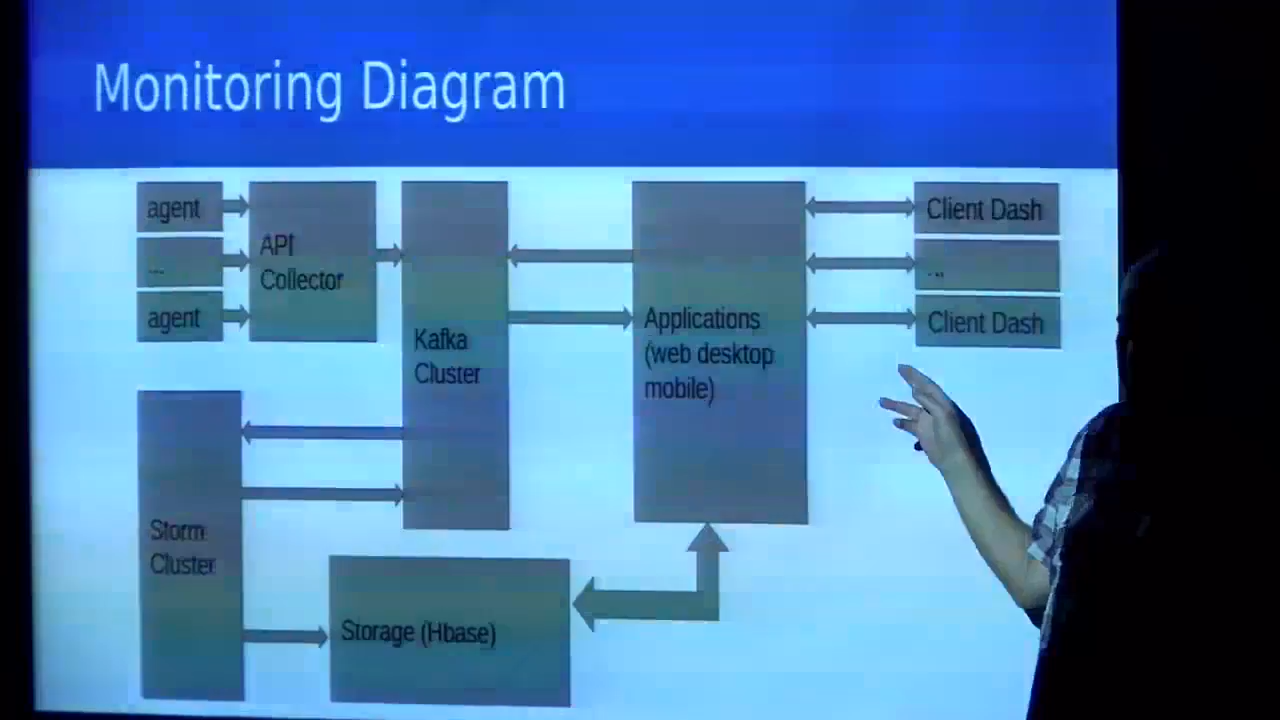 Monitoring Diagram
agent
...
agent
API
Collector
Kafka
Cluster
Applications
(web desktop
mobile)
Client Dash
...
Client Dash
Storm
Cluster
Storage (Hbase)